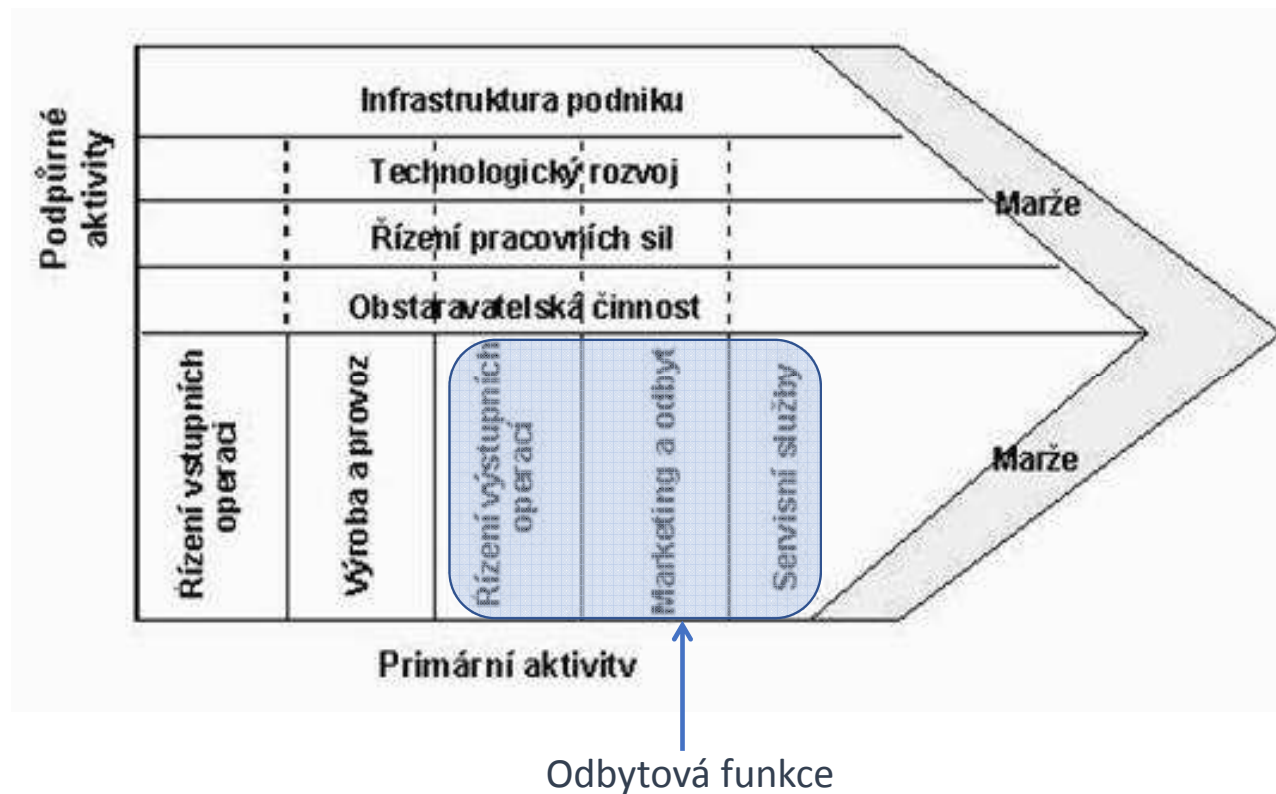 Podpůrné
aktivity
Infrastruktura podniku
Technologický rozvoj
Řízení pracovních sil
Obstaravatelská činnost
Marže
Řízení vstupních
operací
Výroba a provoz
Řízení výstupních
operací
Marketing a odbyt
Servisní služby
Marže
Primární aktivity
Odbytová funkce